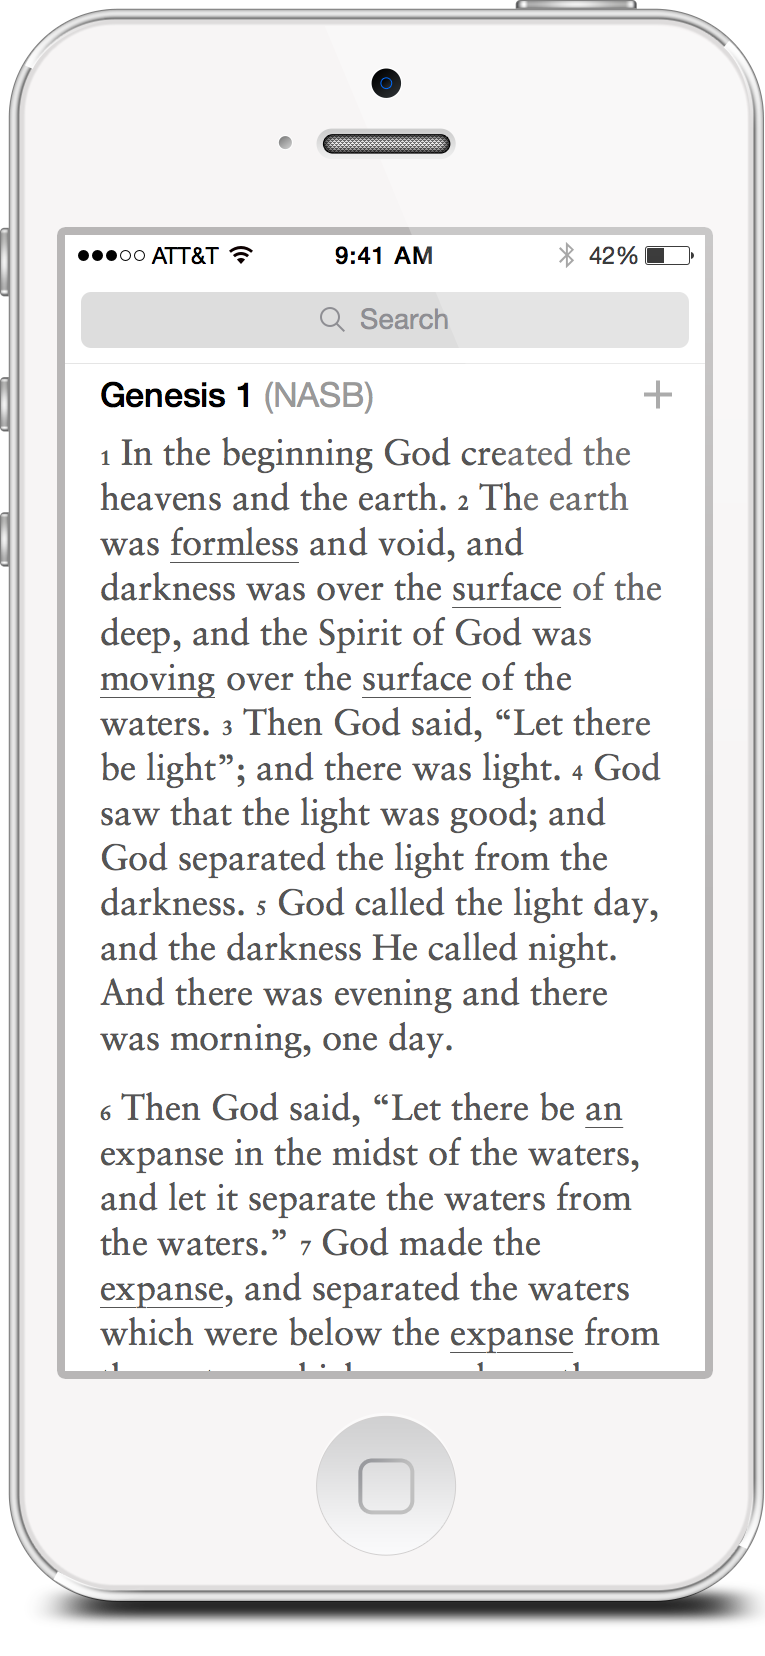 ATT&T 9:41 AM 42%
Search
Genesis 1 (NASB)
1 In the beginning God created the
heavens and the earth. 2 The earth
was formless and void, and
darkness was over the surface of the
deep, and the Spirit of God was
moving over the surface of the
waters. 3 Then God said, “Let there
be light”; and there was light. 4 God
saw that the light was good; and
God separated the light from the
darkness. 5 God called the light day,
and the darkness He called night.
And there was evening and there
was morning, one day.
6 Then God said, “Let there be an
expanse in the midst of the waters,
and let it separate the waters from
the waters.” 7 God made the
expanse, and separated the waters
which were below the expanse from